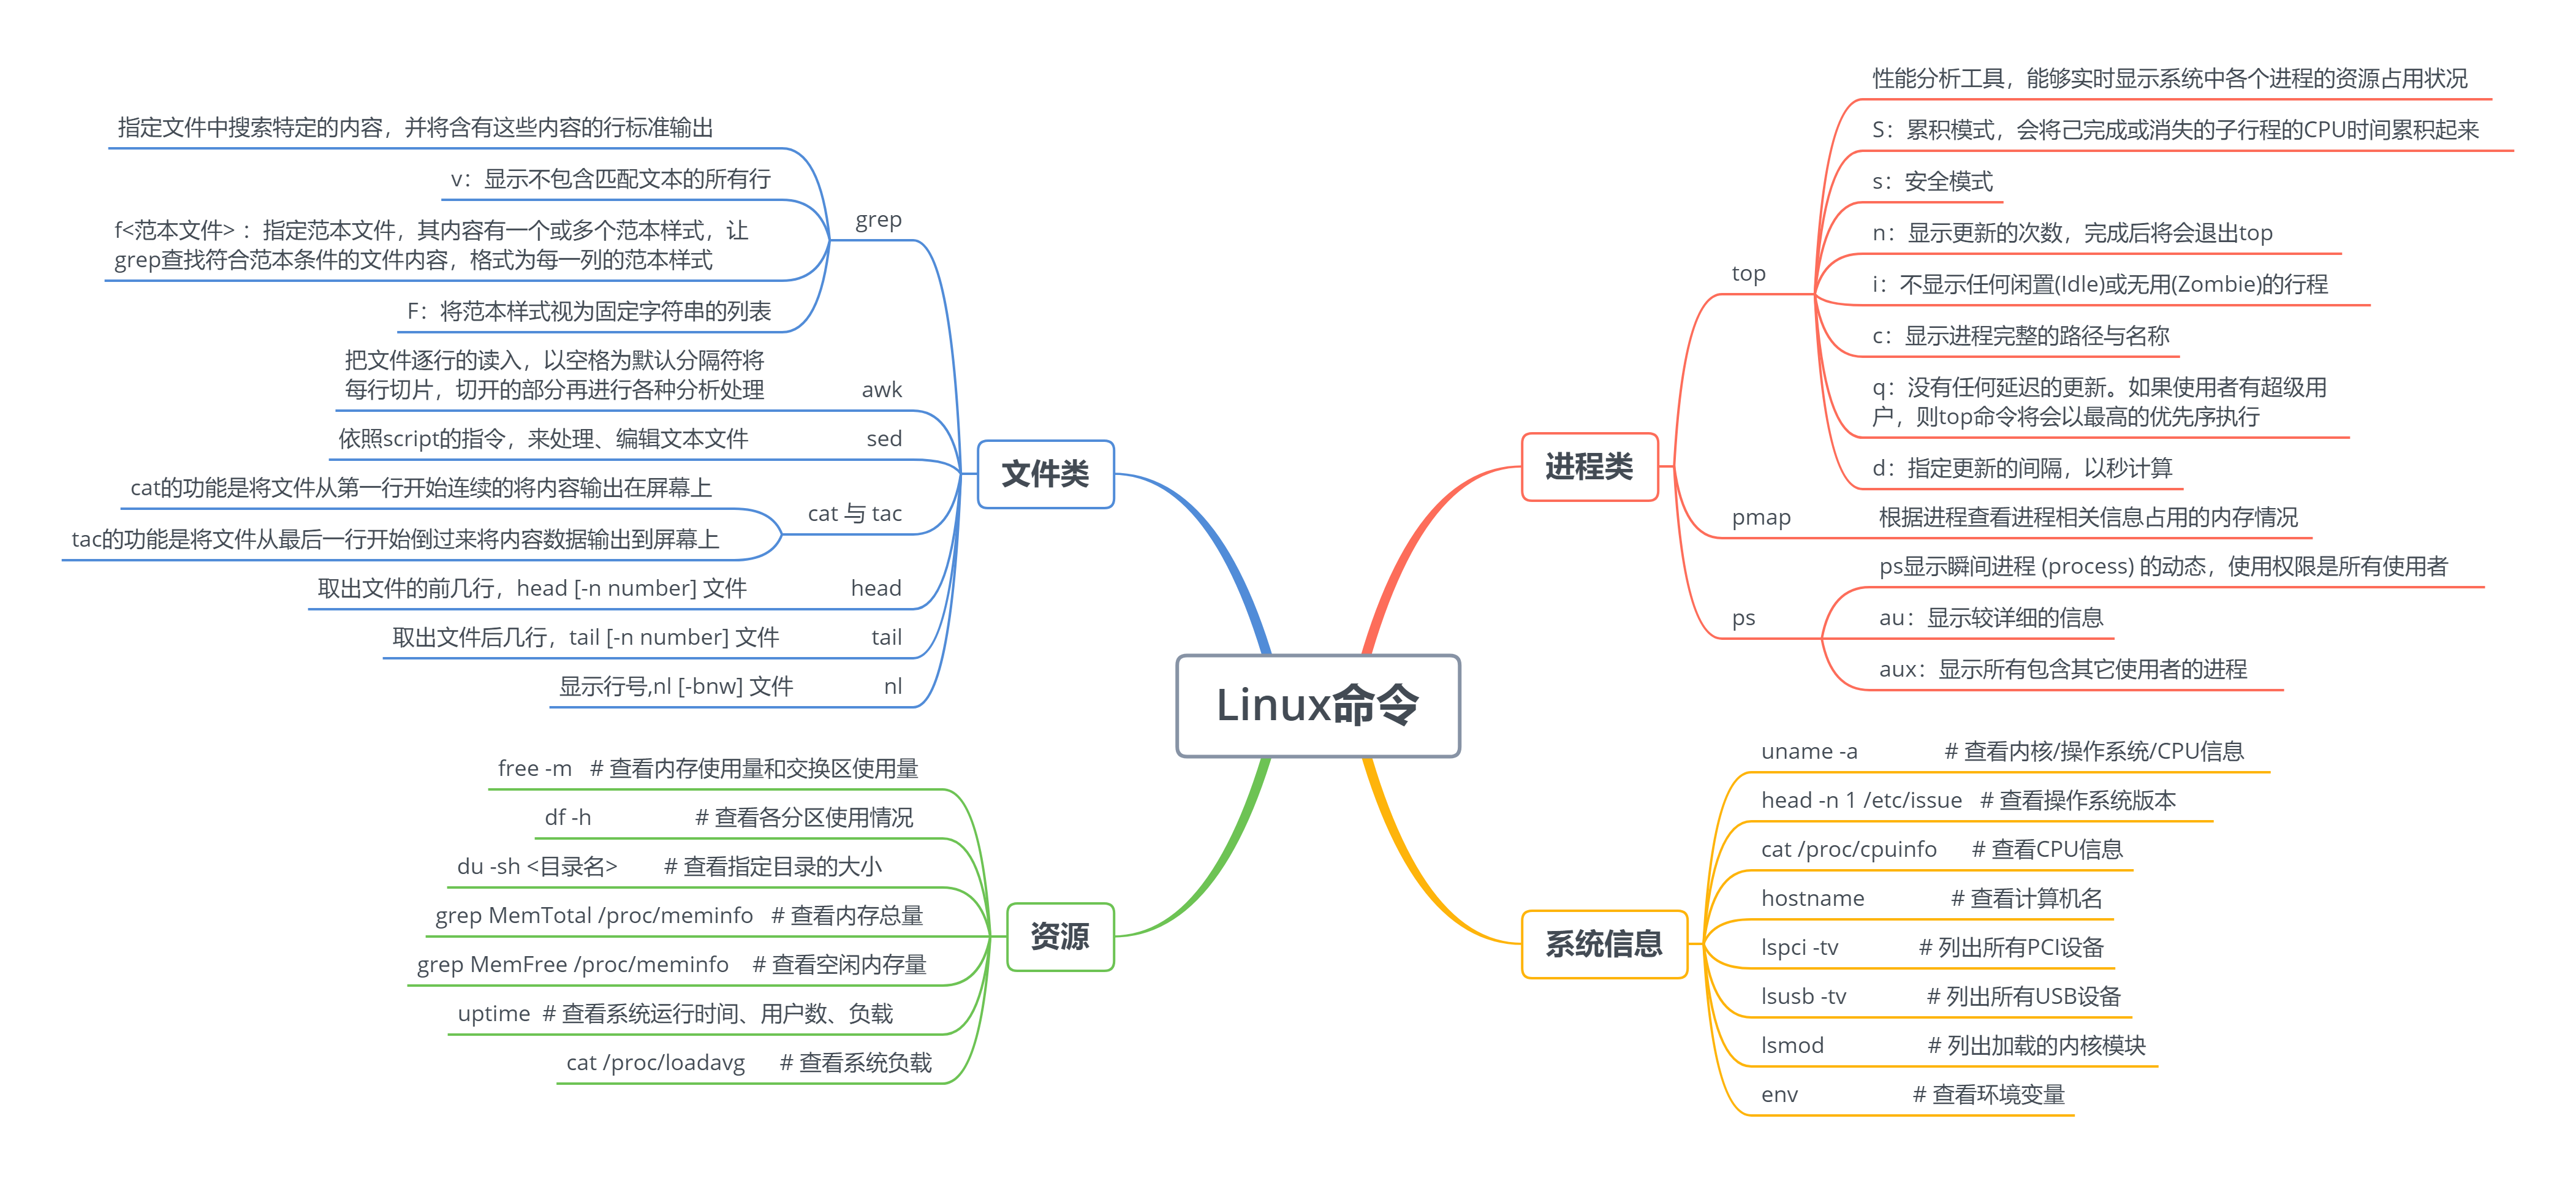 Linux命令
文件类
grep
指定文件中搜索特定的内容，并将含有这些内容的行标准输出
v：显示不包含匹配文本的所有行
f<范本文件> ：指定范本文件，其内容有一个或多个范本样式，让
grep查找符合范本条件的文件内容，格式为每一列的范本样式
F：将范本样式视为固定字符串的列表
awk
把文件逐行的读入，以空格为默认分隔符将
每行切片，切开的部分再进行各种分析处理
sed
依照script的指令，来处理、编辑文本文件
cat 与 tac
cat的功能是将文件从第一行开始连续的将内容输出在屏幕上
tac的功能是将文件从最后一行开始倒过来将内容数据输出到屏幕上
head
取出文件的前几行，head [-n number] 文件
tail
取出文件后几行，tail [-n number] 文件
nl
显示行号,nl [-bnw] 文件
资源
free -m # 查看内存使用量和交换区使用量
df -h # 查看各分区使用情况
du -sh <目录名> # 查看指定目录的大小
grep MemTotal /proc/meminfo # 查看内存总量
grep MemFree /proc/meminfo # 查看空闲内存量
uptime # 查看系统运行时间、用户数、负载
cat /proc/loadavg # 查看系统负载
进程类
top
性能分析工具，能够实时显示系统中各个进程的资源占用状况
S：累积模式，会将己完成或消失的子行程的CPU时间累积起来
s：安全模式
n：显示更新的次数，完成后将会退出top
i：不显示任何闲置(Idle)或无用(Zombie)的行程
c：显示进程完整的路径与名称
q：没有任何延迟的更新。如果使用者有超级用
户，则top命令将会以最高的优先序执行
d：指定更新的间隔，以秒计算
pmap
根据进程查看进程相关信息占用的内存情况
ps
ps显示瞬间进程 (process) 的动态，使用权限是所有使用者
au：显示较详细的信息
aux：显示所有包含其它使用者的进程
系统信息
uname -a # 查看内核/操作系统/CPU信息
head -n 1 /etc/issue # 查看操作系统版本
cat /proc/cpuinfo # 查看CPU信息
hostname # 查看计算机名
lspci -tv # 列出所有PCI设备
lsusb -tv # 列出所有USB设备
lsmod # 列出加载的内核模块
env # 查看环境变量